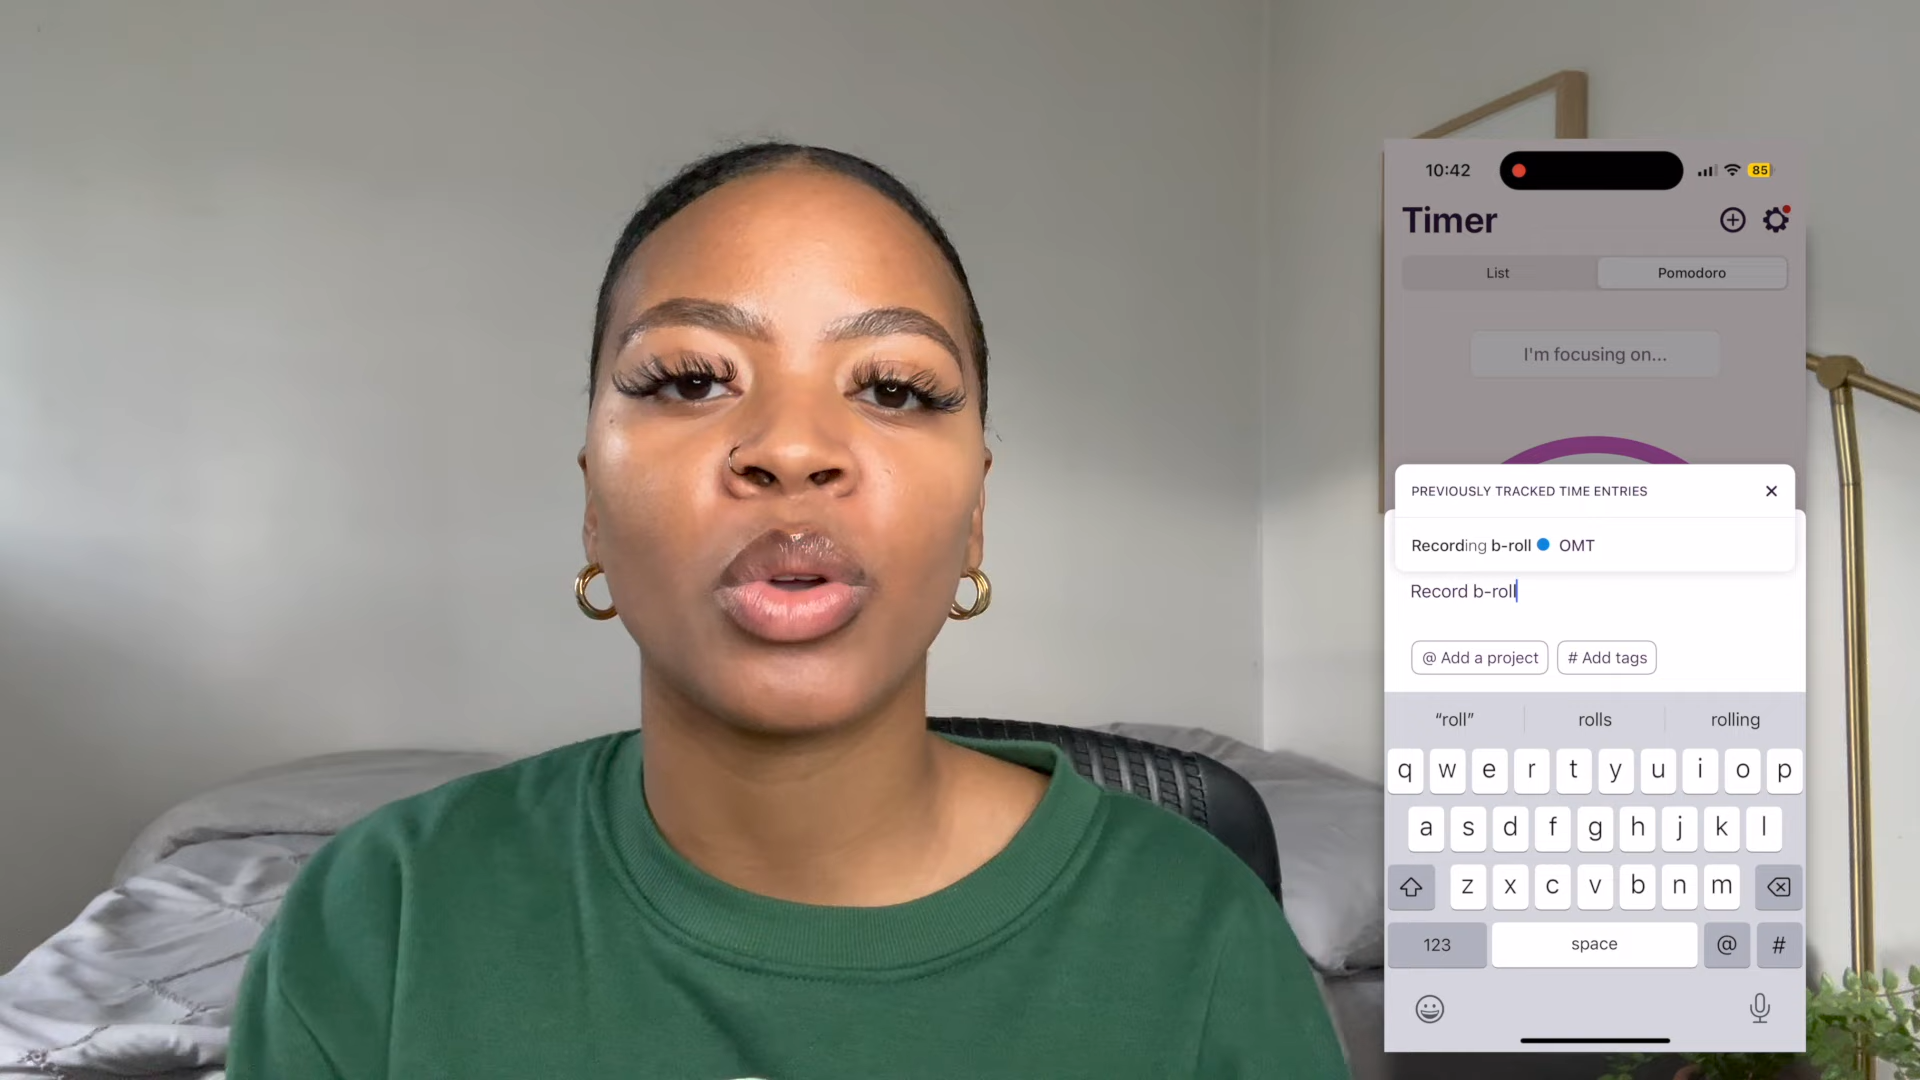 10:42
85
Timer
List
Pomodoro
I'm focusing on...
PREVIOUSLY TRACKED TIME ENTRIES
Recording b-roll OMT
Record b-roll
@ Add a project
# Add tags
“roll”
rolls
rolling
q w e r t y u i o p
a s d f g h j k l
z x c v b n m
123 space @ #